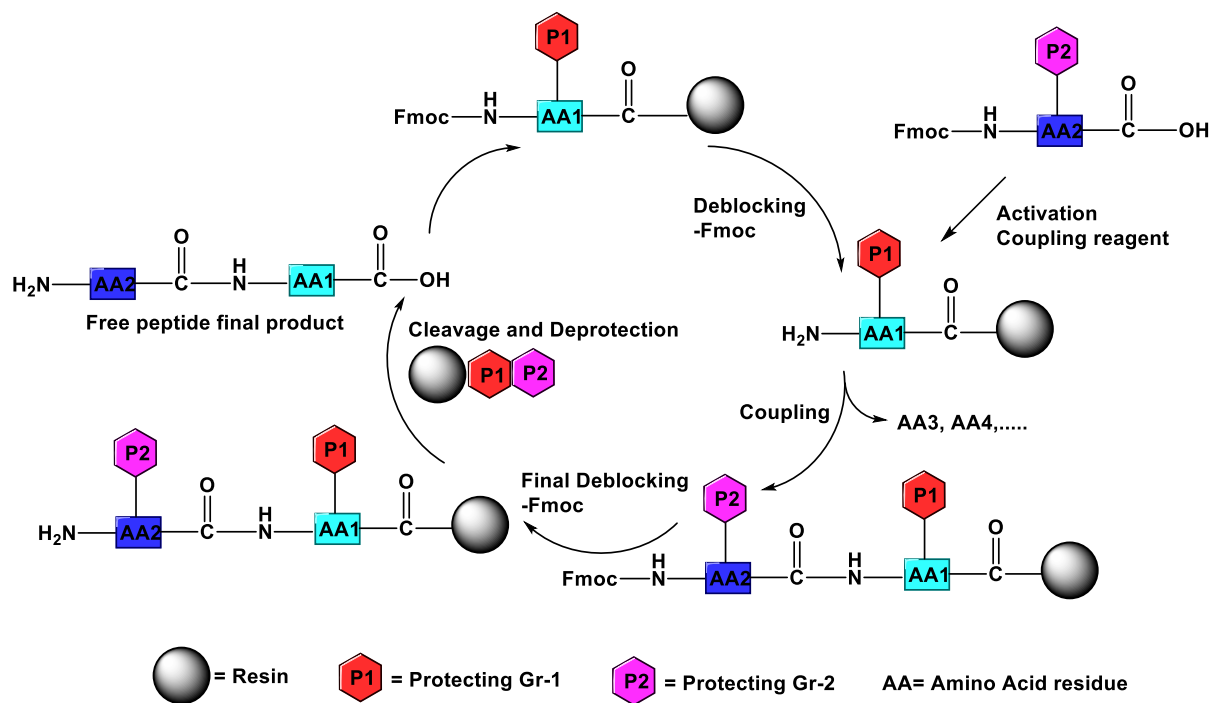 P1
O
Fmoc—N—AA1—C
H
P2
O
Fmoc—N—AA2—C—OH
H
Deblocking
-Fmoc
Activation
Coupling reagent
P1
O
H2N—AA1—C
Coupling
AA3, AA4,.....
P2
P1
O
O
H
H
Fmoc—N—AA2—C—N—AA1—C
Final Deblocking
-Fmoc
P2
P1
O
O
H
H2N—AA2—C—N—AA1—C
Cleavage and Deprotection
P1 P2
O
O
H
H2N—AA2—C—N—AA1—C—OH
Free peptide final product
= Resin
P1 = Protecting Gr-1
P2 = Protecting Gr-2
AA= Amino Acid residue